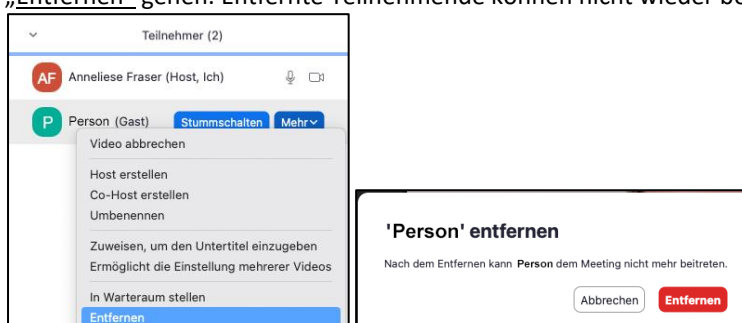 „Entfernen“ gehen. Entfernte Teilnehmende können nicht wieder be
Teilnehmer (2)
AF Anneliese Fraser (Host, Ich)
P Person (Gast) Stummschalten Mehr
Video abbrechen
Host erstellen
Co-Host erstellen
Umbenennen
Zuweisen, um den Untertitel einzugeben
Ermöglicht die Einstellung mehrerer Videos
In Warteraum stellen
Entfernen
'Person' entfernen
Nach dem Entfernen kann Person dem Meeting nicht mehr beitreten.
Abbrechen Entfernen